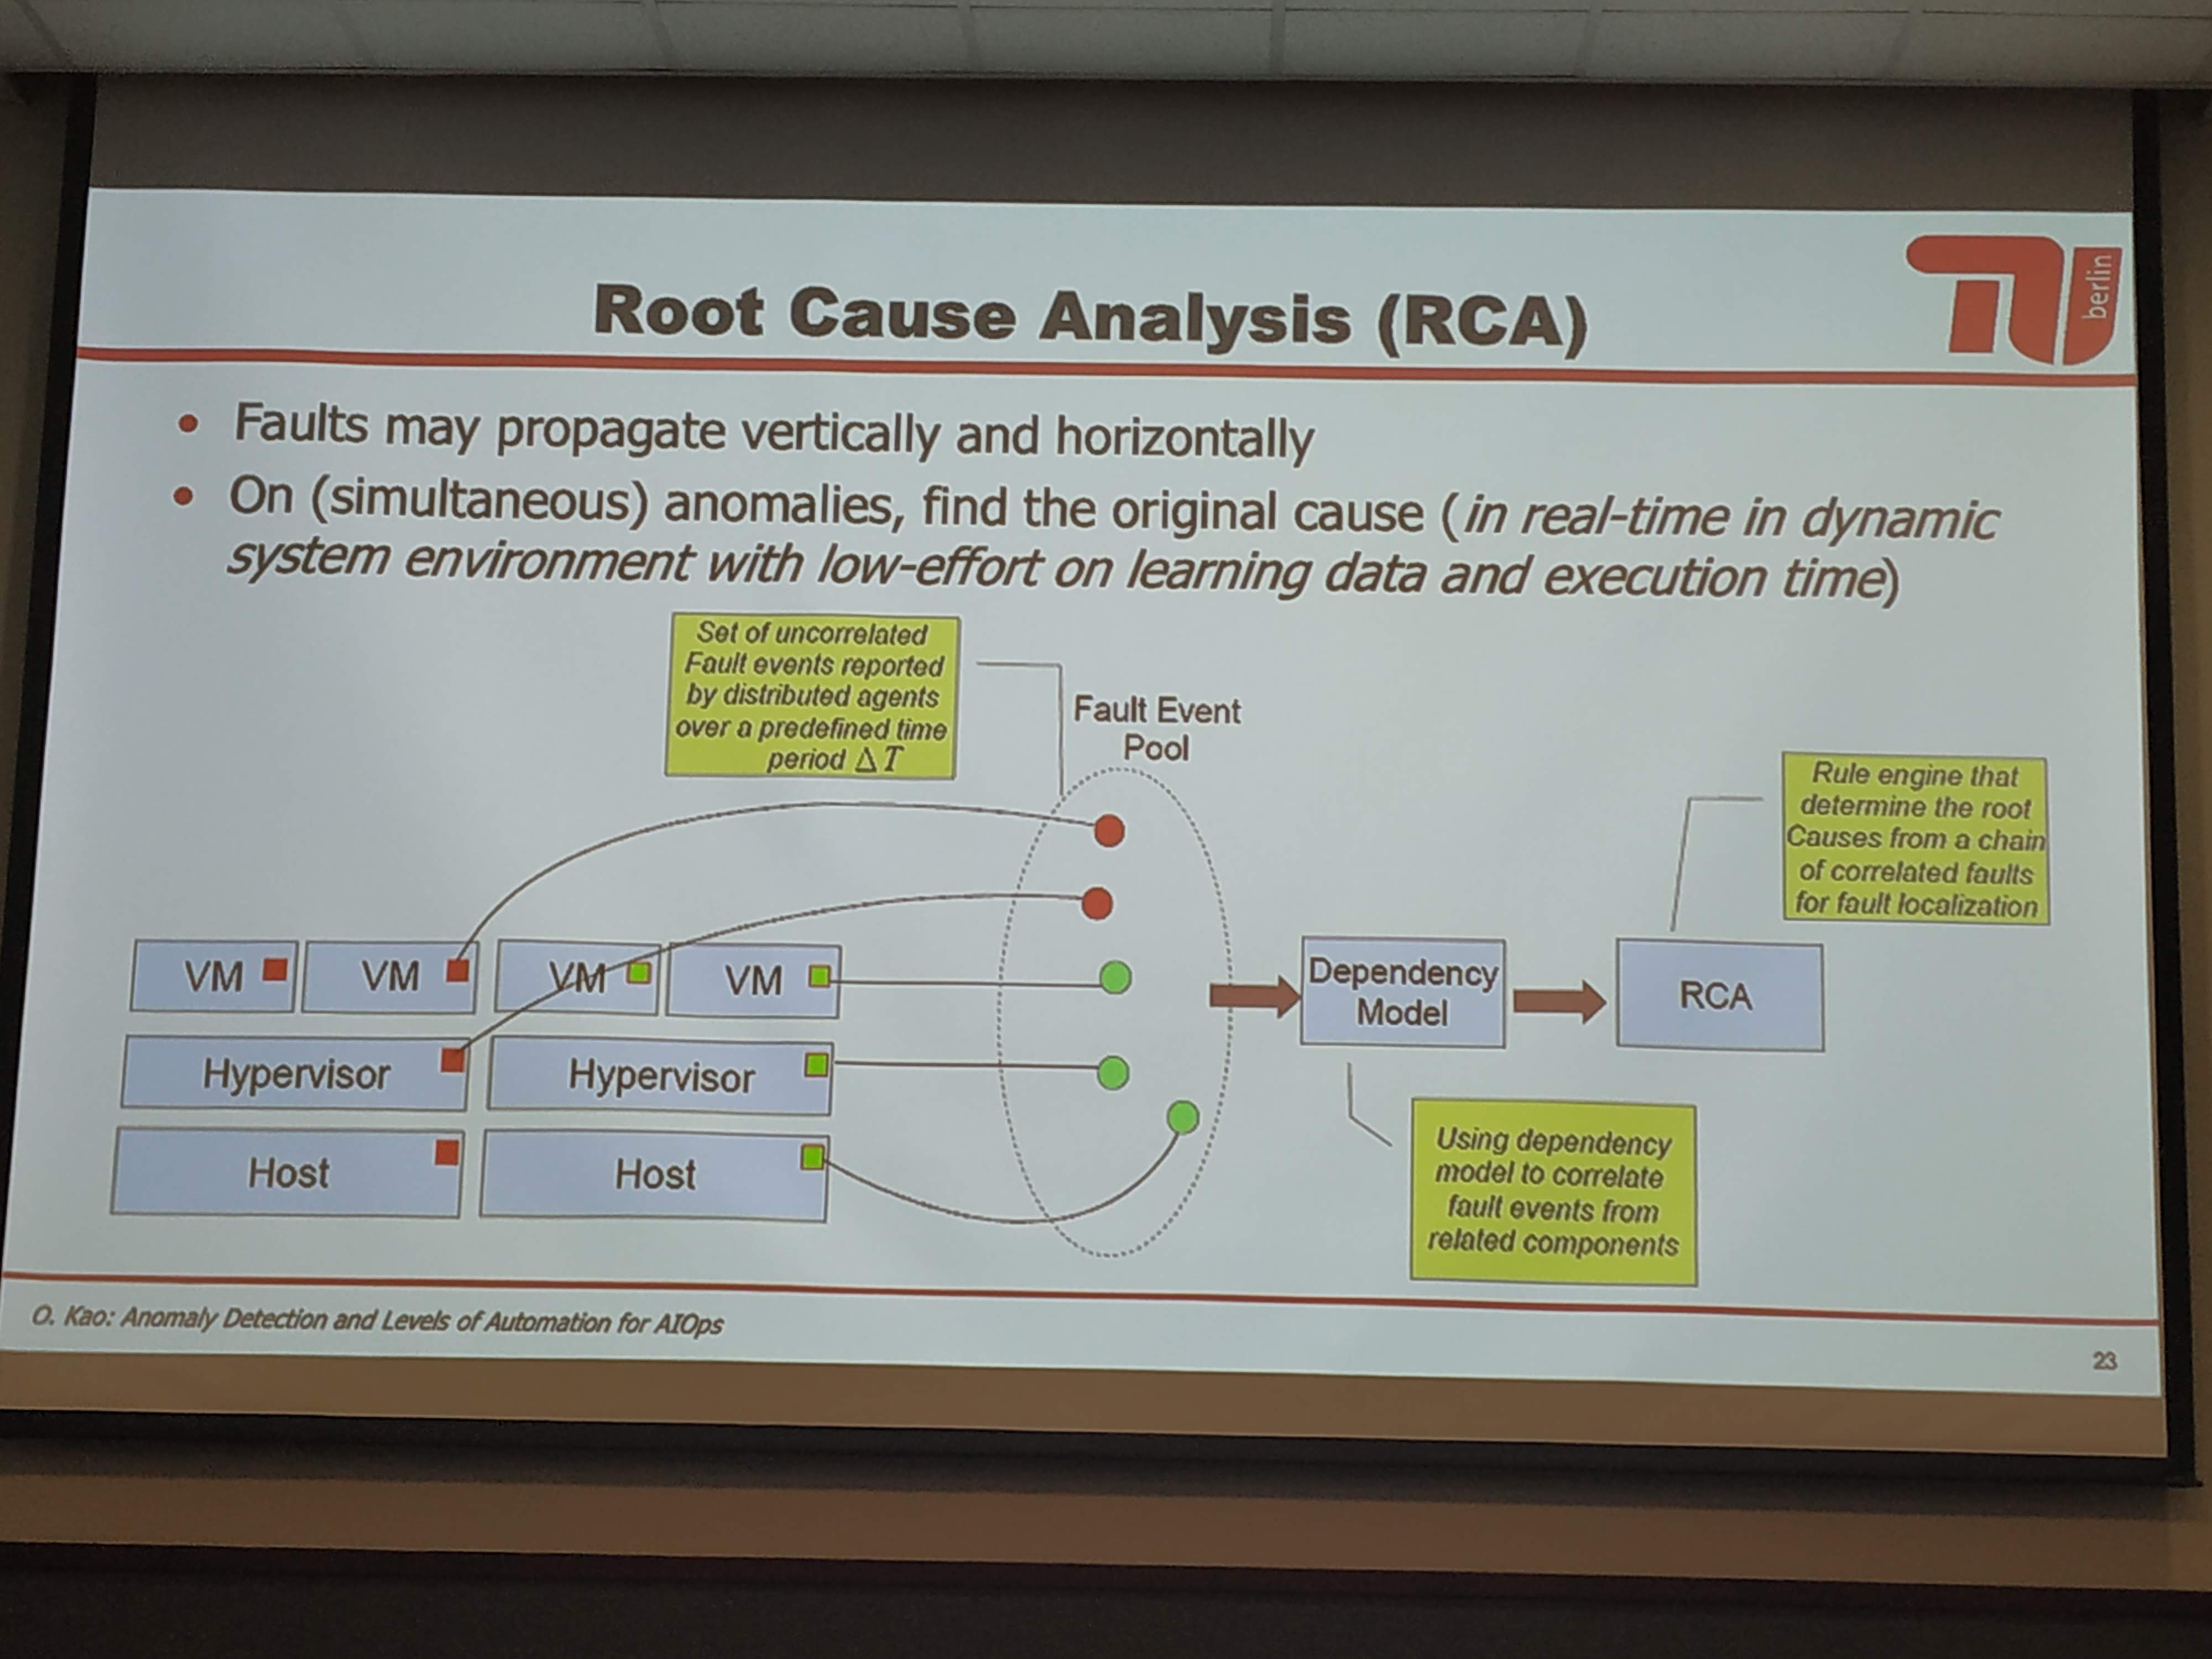 Root Cause Analysis (RCA)
berlin
• Faults may propagate vertically and horizontally
• On (simultaneous) anomalies, find the original cause (in real-time in dynamic
system environment with low-effort on learning data and execution time)
Set of uncorrelated
Fault events reported
by distributed agents
over a predefined time
period Δ T
Fault Event
Pool
Rule engine that
determine the root
Causes from a chain
of correlated faults
for fault localization
VM
VM
VM
VM
Hypervisor
Hypervisor
Host
Host
Dependency
Model
RCA
Using dependency
model to correlate
fault events from
related components
O. Kao: Anomaly Detection and Levels of Automation for AIOps
23